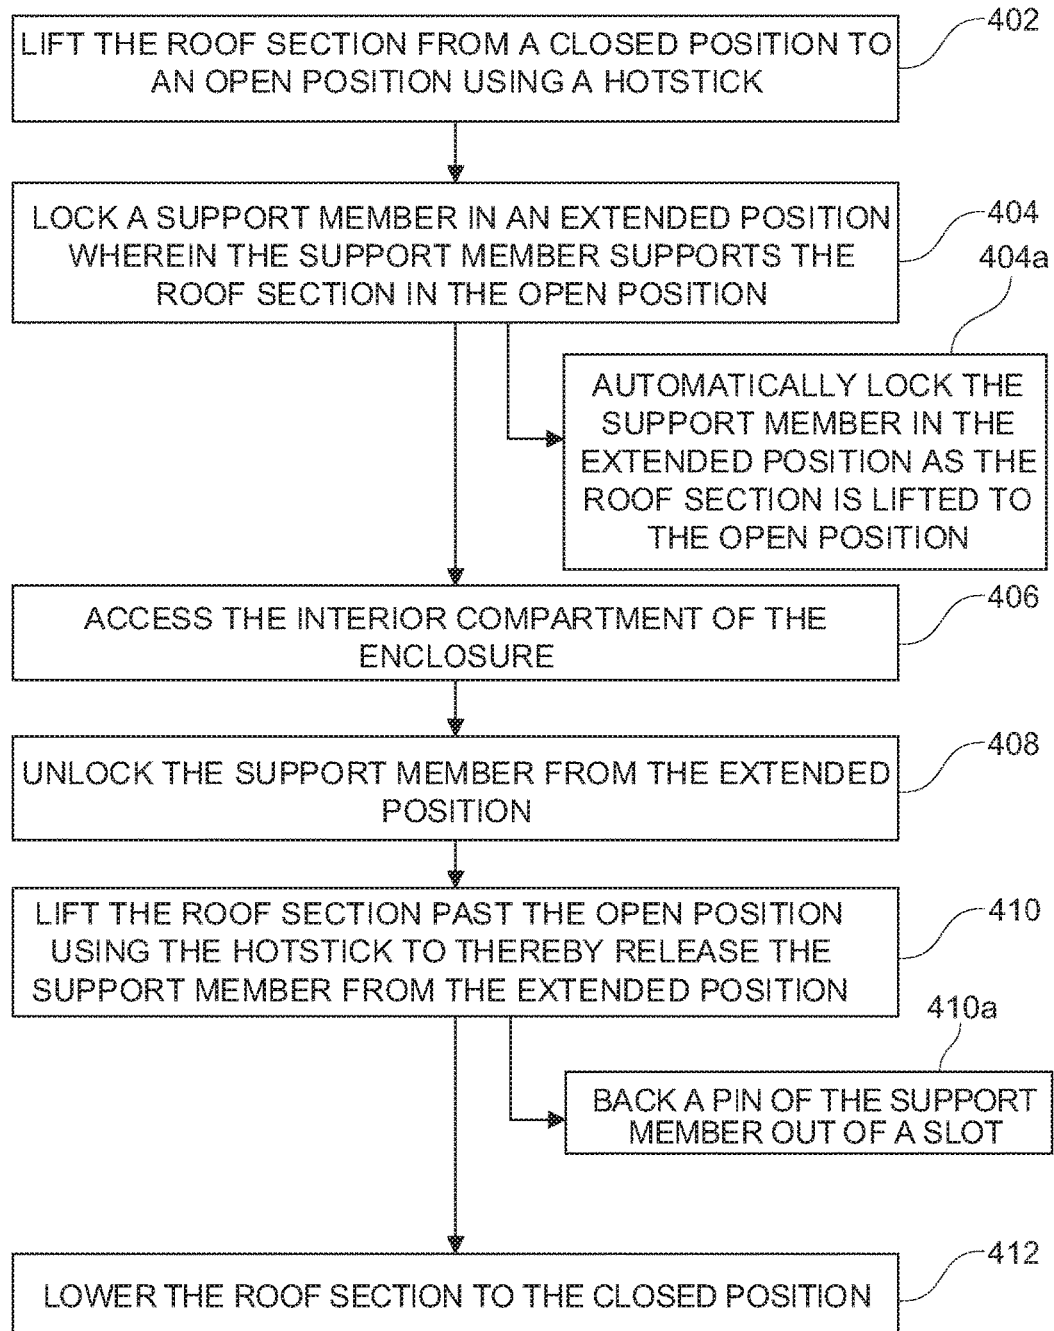 402
LIFT THE ROOF SECTION FROM A CLOSED POSITION TO
AN OPEN POSITION USING A HOTSTICK
404
LOCK A SUPPORT MEMBER IN AN EXTENDED POSITION
WHEREIN THE SUPPORT MEMBER SUPPORTS THE
ROOF SECTION IN THE OPEN POSITION
404a
AUTOMATICALLY LOCK THE
SUPPORT MEMBER IN THE
EXTENDED POSITION AS THE
ROOF SECTION IS LIFTED TO
THE OPEN POSITION
406
ACCESS THE INTERIOR COMPARTMENT OF THE
ENCLOSURE
408
UNLOCK THE SUPPORT MEMBER FROM THE EXTENDED
POSITION
410
LIFT THE ROOF SECTION PAST THE OPEN POSITION
USING THE HOTSTICK TO THEREBY RELEASE THE
SUPPORT MEMBER FROM THE EXTENDED POSITION
410a
BACK A PIN OF THE SUPPORT
MEMBER OUT OF A SLOT
412
LOWER THE ROOF SECTION TO THE CLOSED POSITION